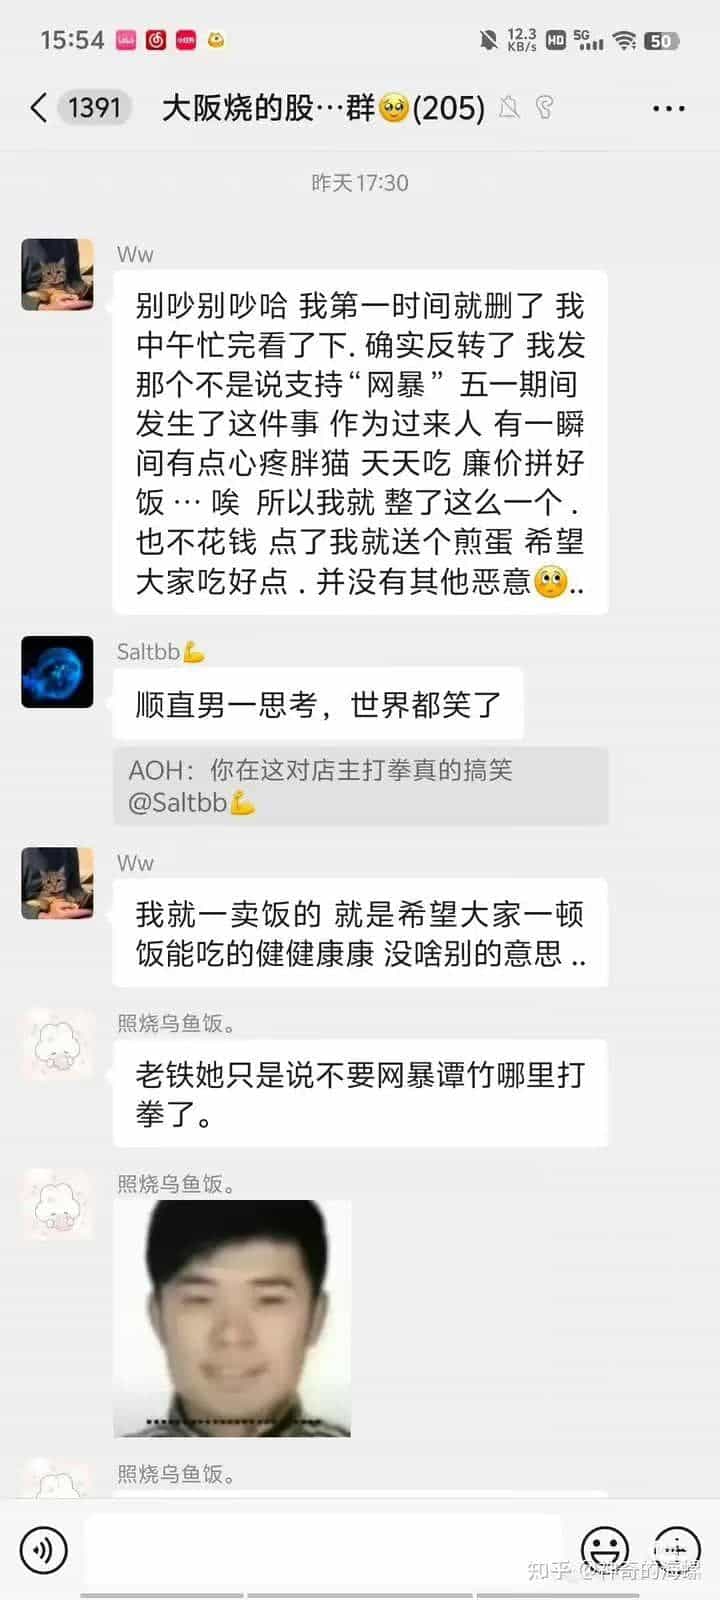 15:54
12.3 KB/s HD 5G 50
1391 大阪烧的股…群🥹(205)
昨天17:30
Ww
别吵别吵哈 我第一时间就删了 我
中午忙完看了下. 确实反转了 我发
那个不是说支持“网暴” 五一期间
发生了这件事 作为过来人 有一瞬
间有点心疼胖猫 天天吃 廉价拼好
饭 … 唉 所以我就 整了这么一个 .
也不花钱 点了我就送个煎蛋 希望
大家吃好点 . 并没有其他恶意🥺..
Saltbb💪
顺直男一思考，世界都笑了
AOH：你在这对店主打拳真的搞笑
@Saltbb💪
Ww
我就一卖饭的 就是希望大家一顿
饭能吃的健健康康 没啥别的意思 ..
照烧乌鱼饭。
老铁她只是说不要网暴谭竹哪里打
拳了。
照烧乌鱼饭。
照烧乌鱼饭。
知乎 @神奇的海螺